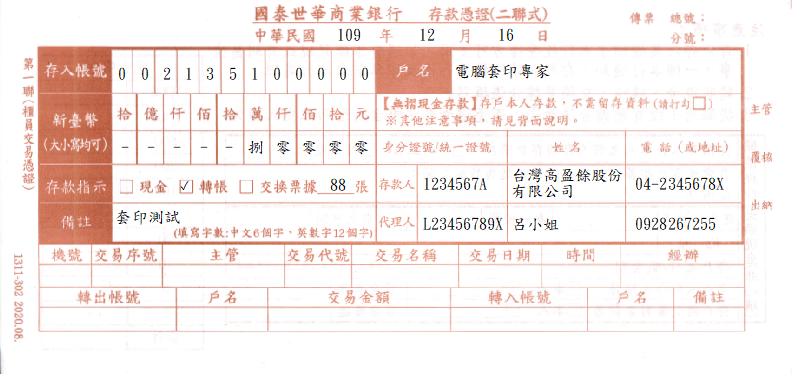 國泰世華商業銀行 存款憑證(二聯式)
傳票 總號：
中華民國 109 年 12 月 16 日
分號：
第一聯(櫃員交易憑證)
存入帳號 0 0 2 1 3 5 1 0 0 0 0 0
戶名 電腦套印專家
新臺幣
(大小寫均可)
拾 億 仟 佰 拾 萬 仟 佰 拾 元
- - - - - 捌 零 零 零 零
【無摺現金存款】存戶本人存款，不需留存資料(請打勾□)
※其他注意事項，請見背面說明。
身分證號/統一證號 姓名 電話(或地址)
主管
覆核
出納
存款指示 □ 現金 ☑ 轉帳 □ 交換票據 88 張
存款人 1234567A 台灣高盈餘股份有限公司 04-2345678X
備註 套印測試
(填寫字數:中文6個字，英數字12個字)
代理人 L23456789X 呂小姐 0928267255
機號 交易序號 主管 交易代號 交易名稱 交易日期 時間 經辦
轉出帳號 戶名 交易金額 轉入帳號 戶名 備註
1311-302 2020.08.